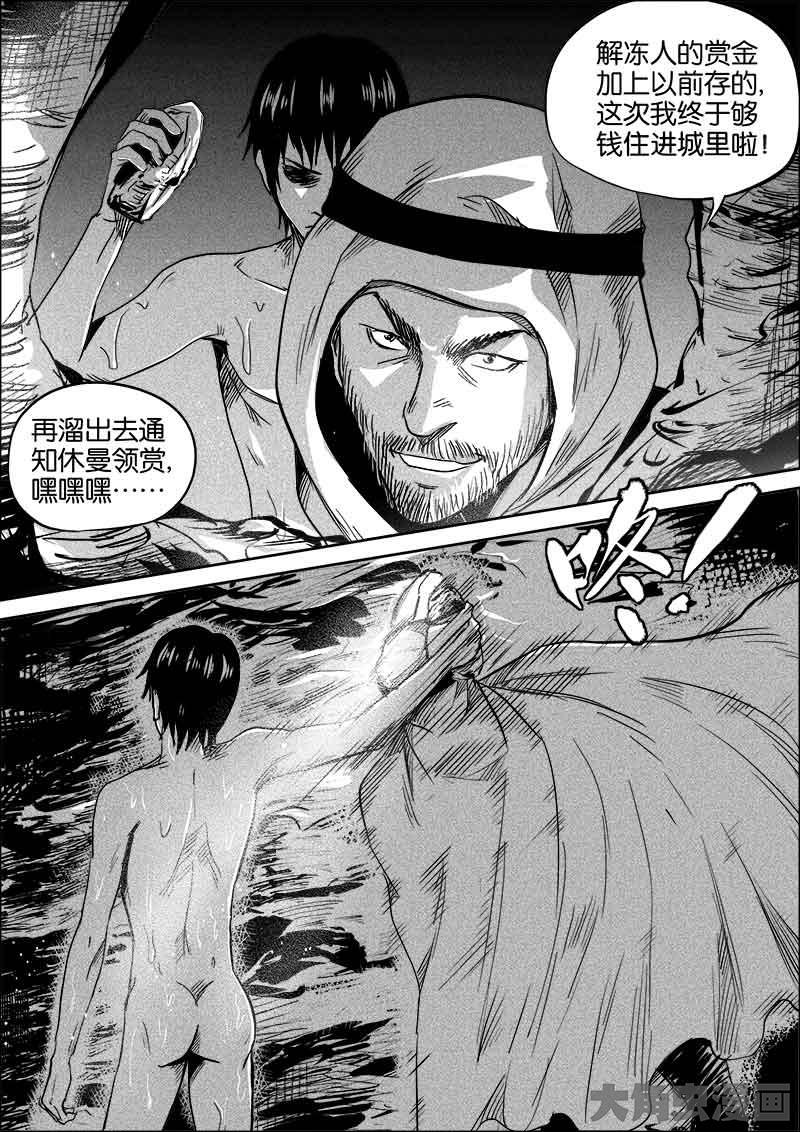 解冻人的赏金
加上以前存的,
这次我终于够
钱住进城里啦!
再溜出去通
知休曼领赏,
嘿嘿嘿……
咚!
大角虫漫画